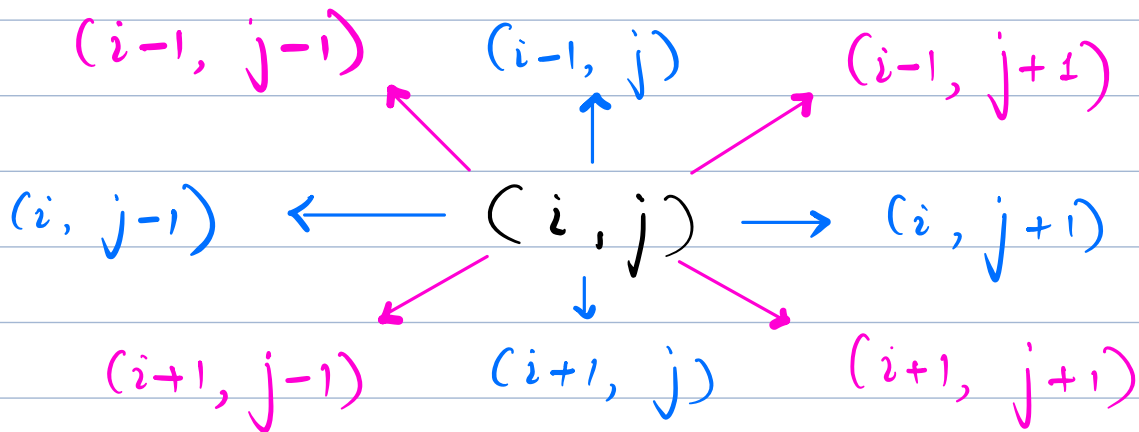 (i-1, j-1) (i-1, j) (i-1, j+1)
(i, j-1) (i, j) (i, j+1)
(i+1, j-1) (i+1, j) (i+1, j+1)